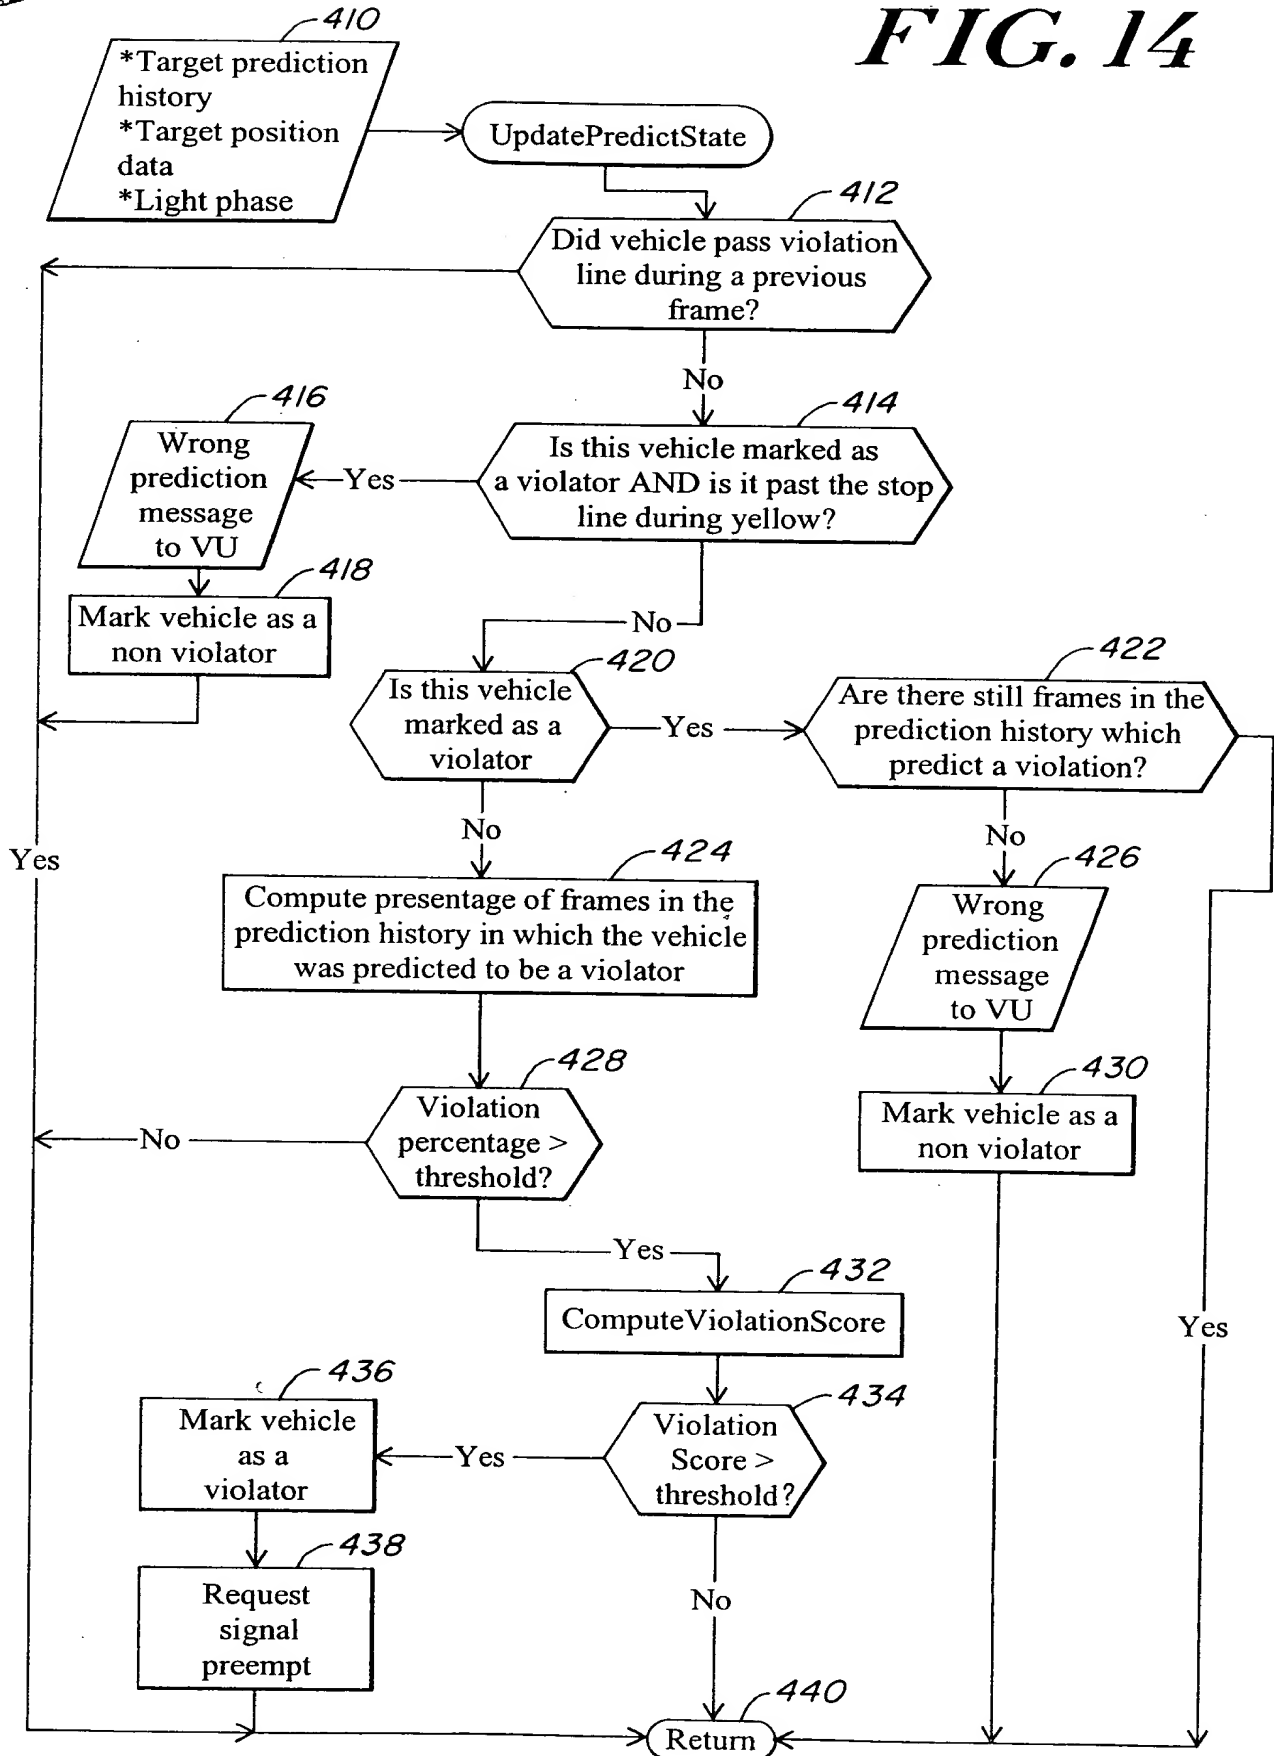 FIG. 14
410
*Target prediction
history
*Target position
data
*Light phase
UpdatePredictState
412
Did vehicle pass violation
line during a previous
frame?
No
416
414
Wrong
prediction
message
to VU
Yes
Is this vehicle marked as
a violator AND is it past the stop
line during yellow?
418
Mark vehicle as a
non violator
No
420
422
Is this vehicle
marked as a
violator
Yes
Are there still frames in the
prediction history which
predict a violation?
No
No
Yes
424
426
Compute presentage of frames in the
prediction history in which the vehicle
was predicted to be a violator
Wrong
prediction
message
to VU
428
430
Violation
percentage >
threshold?
No
Mark vehicle as a
non violator
Yes
432
ComputeViolationScore
Yes
436
434
Mark vehicle
as a
violator
Yes
Violation
Score >
threshold?
438
Request
signal
preempt
No
440
Return